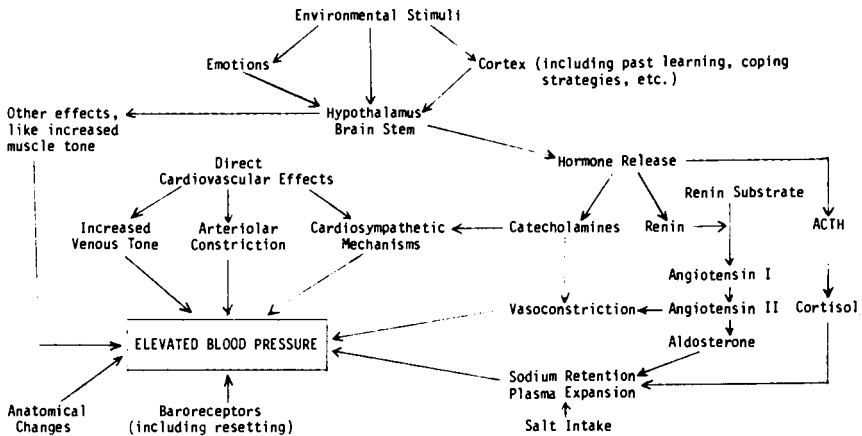 Environmental Stimuli
Emotions
Cortex (including past learning, coping
strategies, etc.)
Other effects,
like increased
muscle tone
Hypothalamus
Brain Stem
Direct
Cardiovascular Effects
Hormone Release
Renin Substrate
Increased
Venous Tone
Arteriolar
Constriction
Cardiosympathetic
Mechanisms
Catecholamines
Renin
ACTH
Angiotensin I
Vasoconstriction
Angiotensin II
Cortisol
ELEVATED BLOOD PRESSURE
Aldosterone
Sodium Retention
Plasma Expansion
Anatomical
Changes
Baroreceptors
(including resetting)
Salt Intake